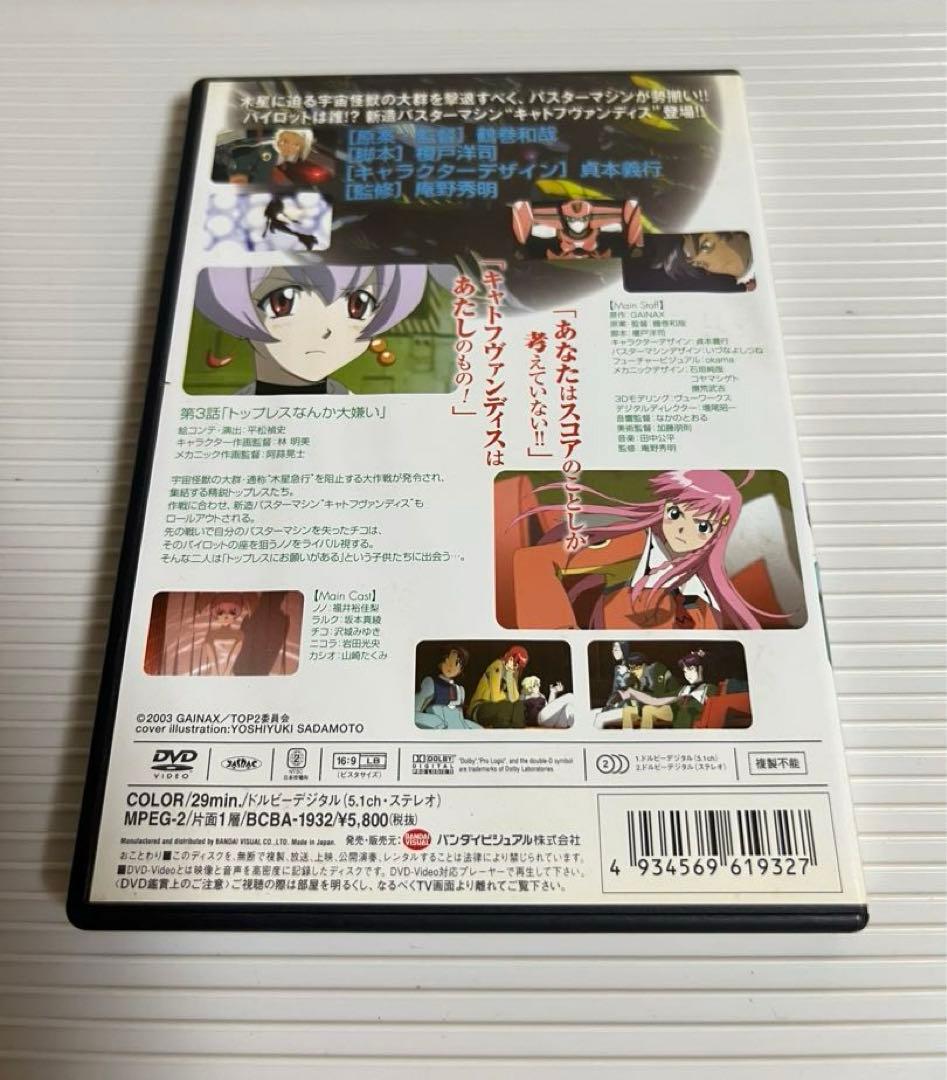 木星に迫る宇宙怪獣の大群を撃退すべく、バスターマシンが勢揃い!!
パイロットは誰!? 新造バスターマシン"キャトフヴァンディス"登場!!
［原案・監督］鶴巻和哉
［脚本］榎戸洋司
［キャラクターデザイン］貞本義行
［監修］庵野秀明
「キャトフヴァンディスは
あたしのもの！」
「あなたはスコアのことしか
考えていない!!」
第3話「トップレスなんか大嫌い」
絵コンテ・演出：平松禎史
キャラクター作画監督：林 明美
メカニック作画監督：阿蒜晃士
宇宙怪獣の大群・通称"木星急行"を阻止する大作戦が発令され、
集結する精鋭トップレスたち。
作戦に合わせ、新造バスターマシン"キャトフヴァンディス"も
ロールアウトされる。
先の戦いで自分のバスターマシンを失ったチコは、
そのパイロットの座を狙うノノをライバル視する。
そんな二人は「トップレスにお願いがある」という子供たちに出会う…。
【Main Staff】
原作：GAINAX
原案・監督：鶴巻和哉
脚本：榎戸洋司
キャラクターデザイン：貞本義行
バスターマシンデザイン：いづなよしつね
フューチャービジュアル：okama
メカニックデザイン：石垣純哉
コヤマシゲト
撫荒武吉
3Dモデリング：ヴューワークス
デジタルディレクター：増尾昭一
音響監督：なかのとおる
美術監督：加藤朋則
音楽：田中公平
監修：庵野秀明
【Main Cast】
ノノ：福井裕佳梨
ラルク：坂本真綾
チコ：沢城みゆき
ニコラ：岩田光央
カシオ：山崎たくみ
©2003 GAINAX／TOP2委員会
cover illustration:YOSHIYUKI SADAMOTO
DVD VIDEO
JASRAC
2
NTSC
日本市場向
16:9 LB
（ビスタサイズ）
DOLBY DIGITAL
PRO LOGIC II
"Dolby","Pro Logic", and the double-D symbol
are trademarks of Dolby Laboratories.
2
1.ドルビーデジタル（5.1ch）
2.ドルビーデジタル（ステレオ）
複製不能
COLOR/29min./ドルビーデジタル（5.1ch・ステレオ）
MPEG-2/片面1層/BCBA-1932/¥5,800(税抜)
Manufactured and distributed by BANDAI VISUAL CO.,LTD. Made in Japan. 発売・販売元： BANDAI VISUAL バンダイビジュアル株式会社
おことわり■このディスクを、無断で複製、放送、上映、公開演奏、レンタルすることは法律により禁じられています。
■DVD-Videoとは映像と音声を高密度に記録したディスクです。DVD-Video対応プレーヤーで再生して下さい。
〈DVD鑑賞上のご注意〉ご視聴の際は部屋を明るくし、なるべくTV画面より離れてご覧下さい。
4 934569 619327